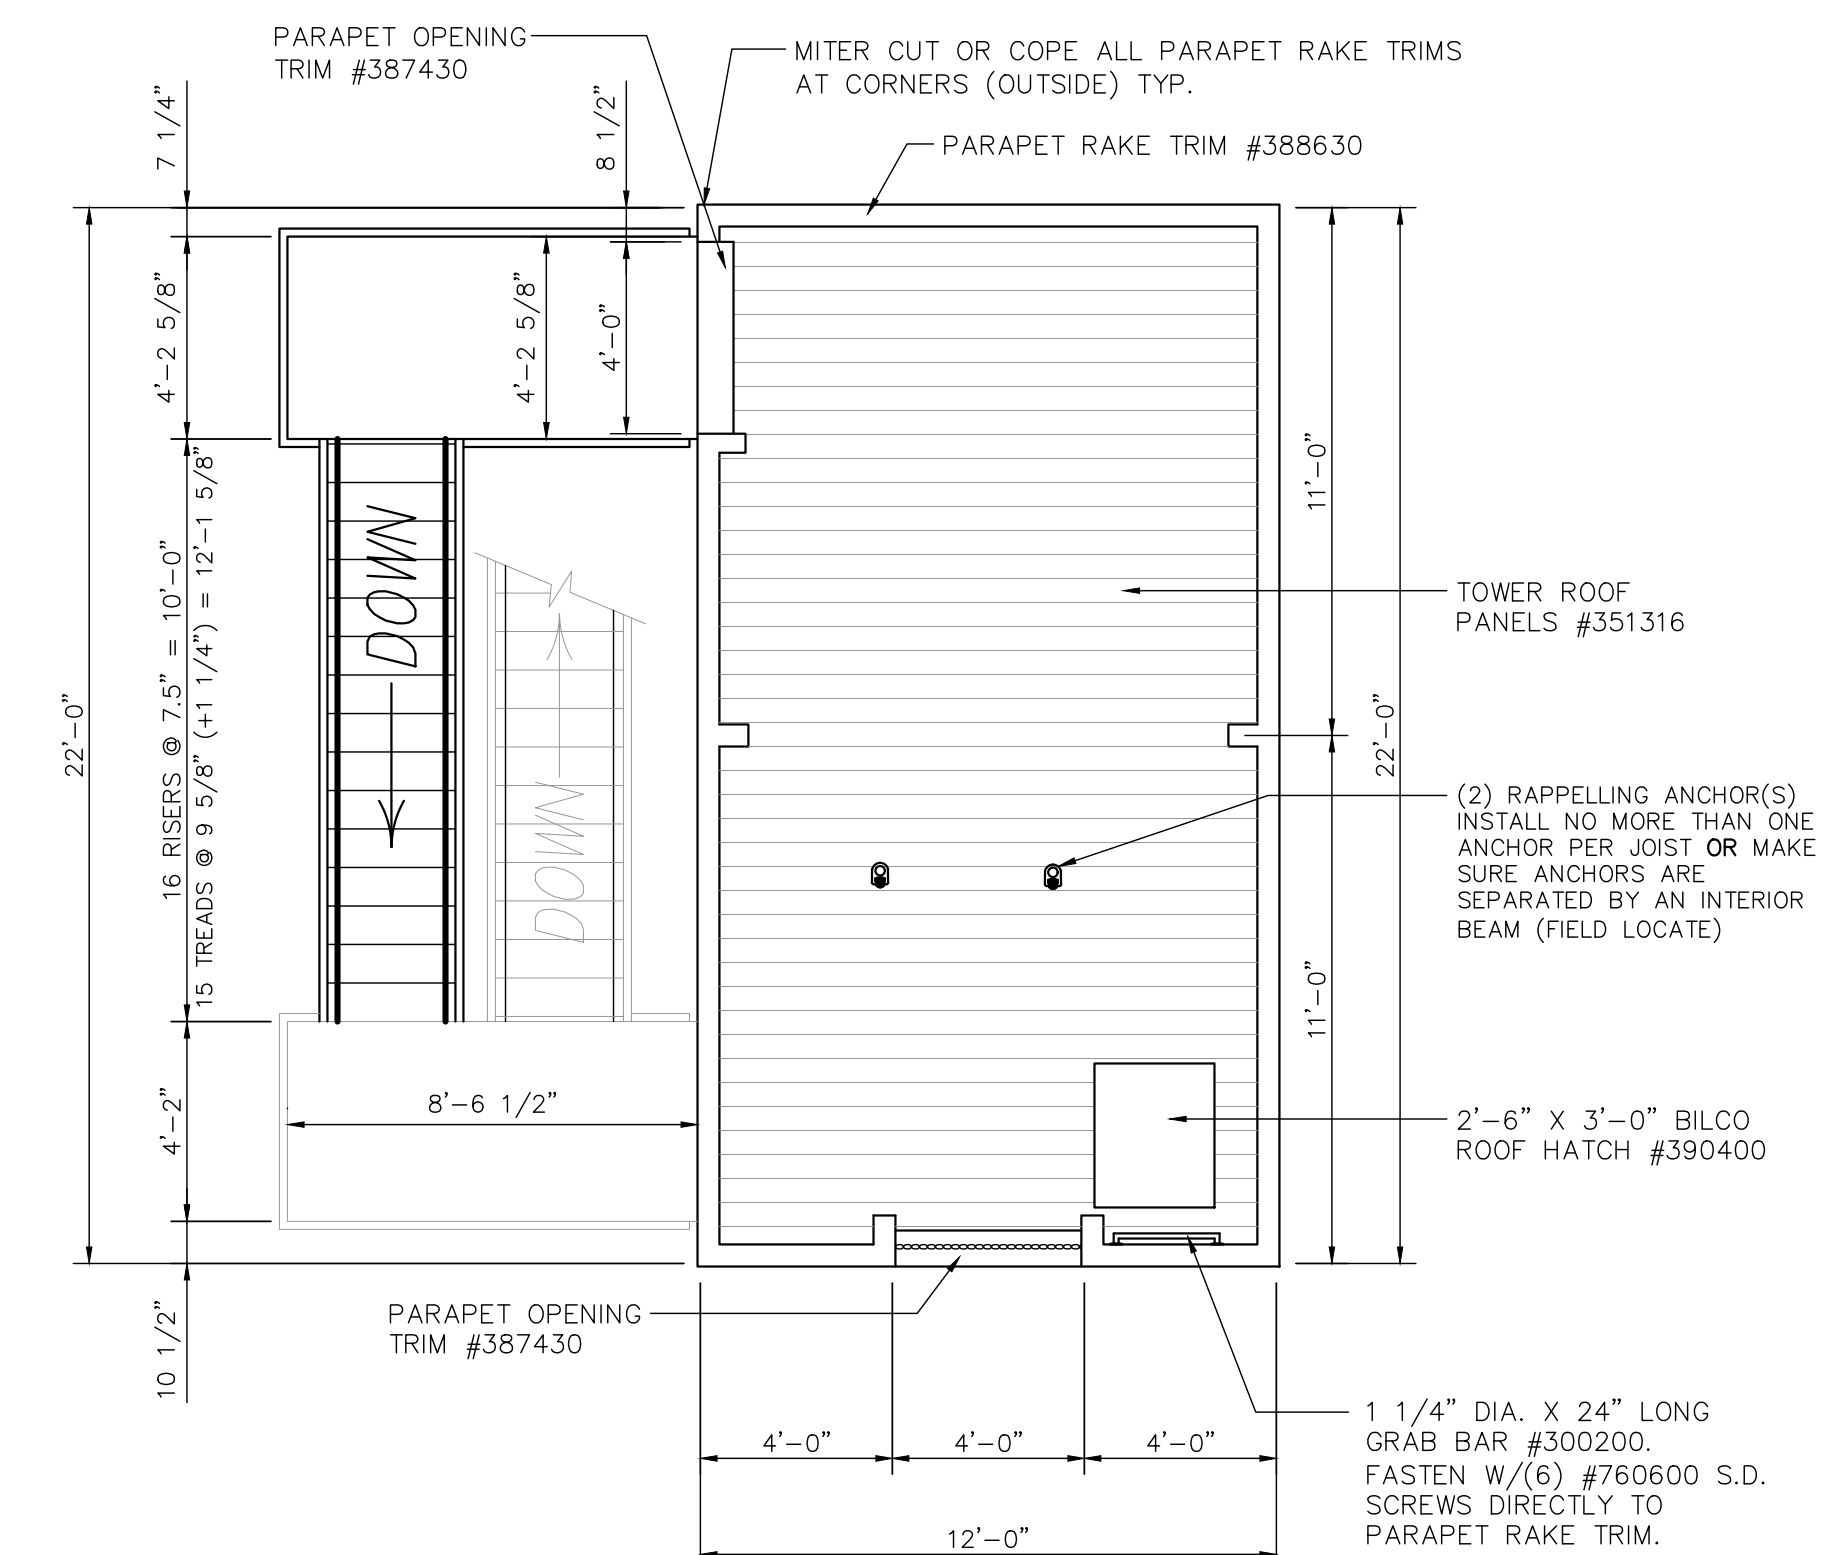 PARAPET OPENING
TRIM #387430
MITER CUT OR COPE ALL PARAPET RAKE TRIMS
AT CORNERS (OUTSIDE) TYP.
PARAPET RAKE TRIM #388630
7 1/4"
8 1/2"
4'-2 5/8"
4'-2 5/8"
4'-0"
11'-0"
22'-0"
16 RISERS @ 7.5" = 10'-0"
15 TREADS @ 9 5/8" (+1 1/4") = 12'-1 5/8"
DOWN
DOWN
TOWER ROOF
PANELS #351316
22'-0"
(2) RAPPELLING ANCHOR(S)
INSTALL NO MORE THAN ONE
ANCHOR PER JOIST OR MAKE
SURE ANCHORS ARE
SEPARATED BY AN INTERIOR
BEAM (FIELD LOCATE)
11'-0"
4'-2"
8'-6 1/2"
2'-6" X 3'-0" BILCO
ROOF HATCH #390400
10 1/2"
PARAPET OPENING
TRIM #387430
4'-0"
4'-0"
4'-0"
12'-0"
1 1/4" DIA. X 24" LONG
GRAB BAR #300200.
FASTEN W/(6) #760600 S.D.
SCREWS DIRECTLY TO
PARAPET RAKE TRIM.